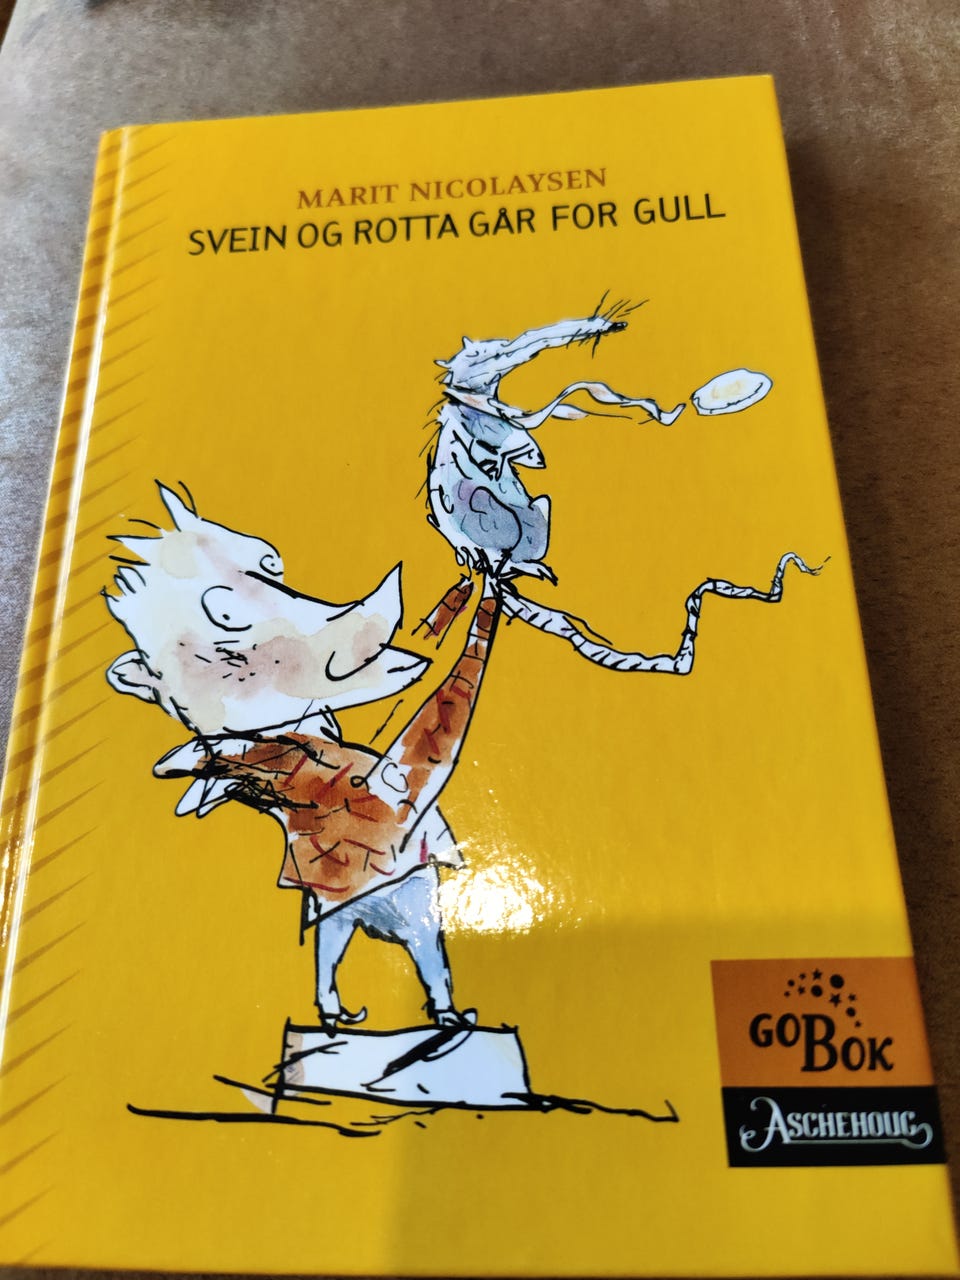 MARIT NICOLAYSEN
SVEIN OG ROTTA GÅR FOR GULL
GO BOK
ASCHEHOUG